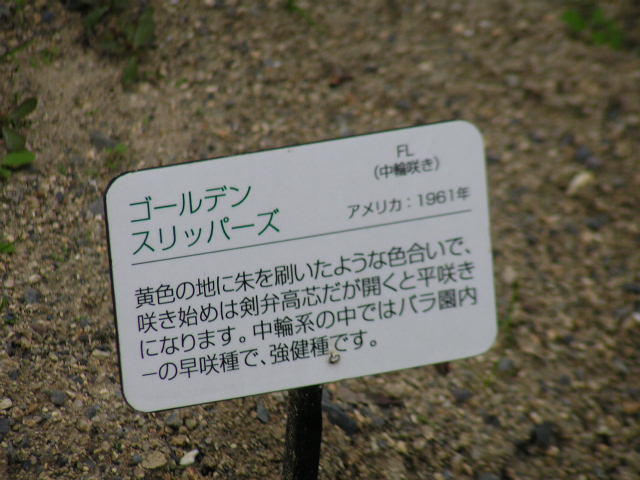 ゴールデン
スリッパーズ
FL
（中輪咲き）
アメリカ：1961年
黄色の地に朱を刷いたような色合いで、
咲き始めは剣弁高芯だが開くと平咲き
になります。中輪系の中ではバラ園内
一の早咲種で、強健種です。